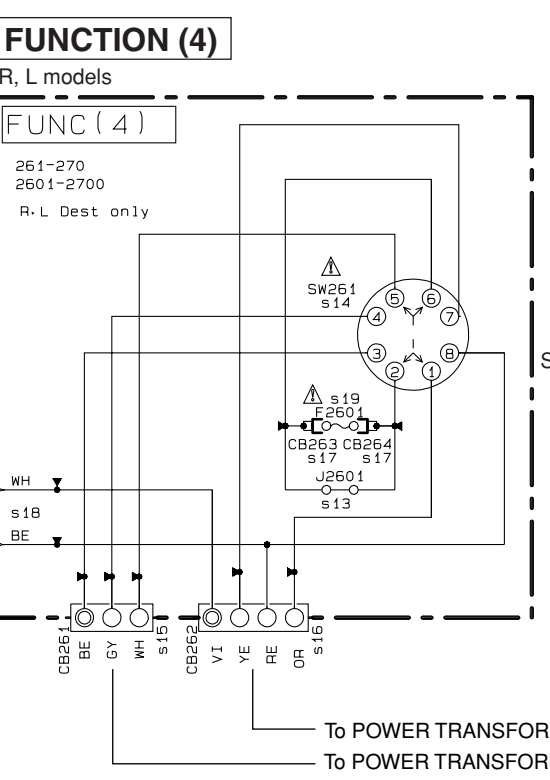 FUNCTION (4)
R, L models
FUNC(4)
261-270
2601-2700
R.L Dest only
SW261
s14
5
6
4
7
3
8
2
1
s19
F2601
CB263 CB264
s17 s17
J2601
s13
WH
s18
BE
CB261
BE
GY
WH
s15
CB262
VI
YE
RE
OR
s16
To POWER TRANSFOR
To POWER TRANSFOR
S